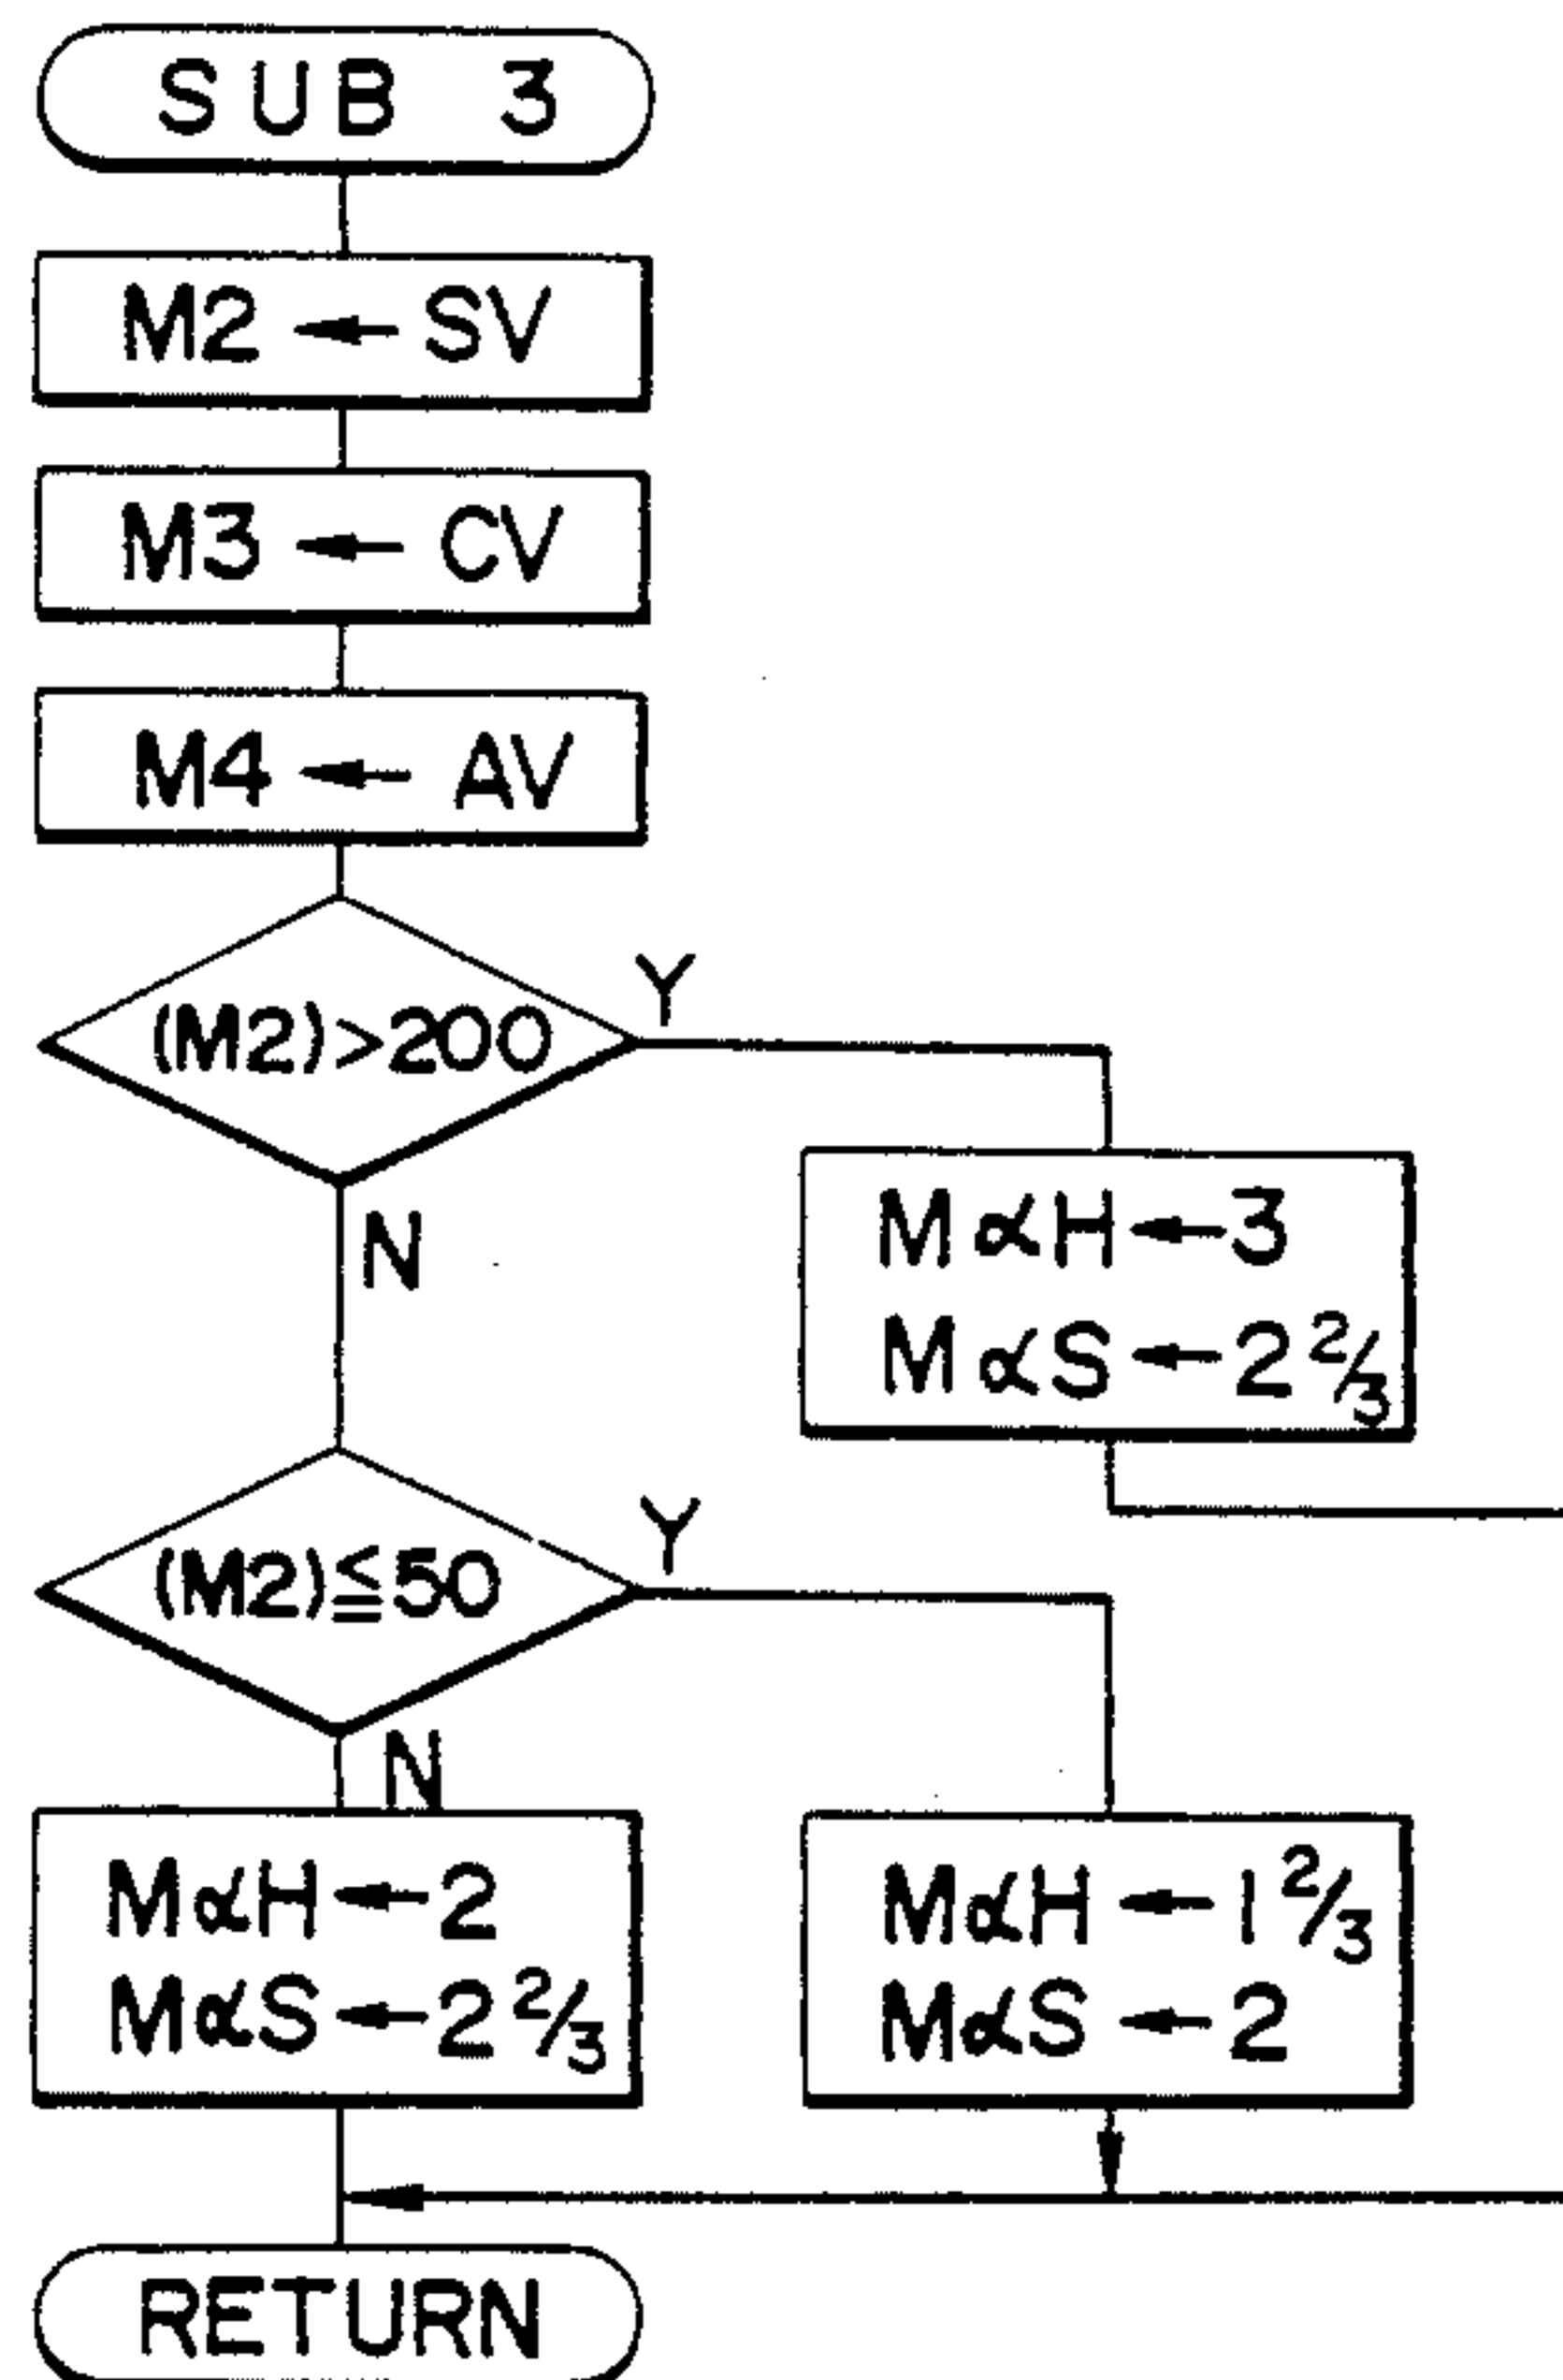 SUB 3
M2 ← SV
M3 ← CV
M4 ← AV
(M2)>200
Y
N
MαH←3
MαS←2 2/3
(M2)≦50
Y
N
MαH←2
MαS←2 2/3
MαH←1 2/3
MαS←2
RETURN